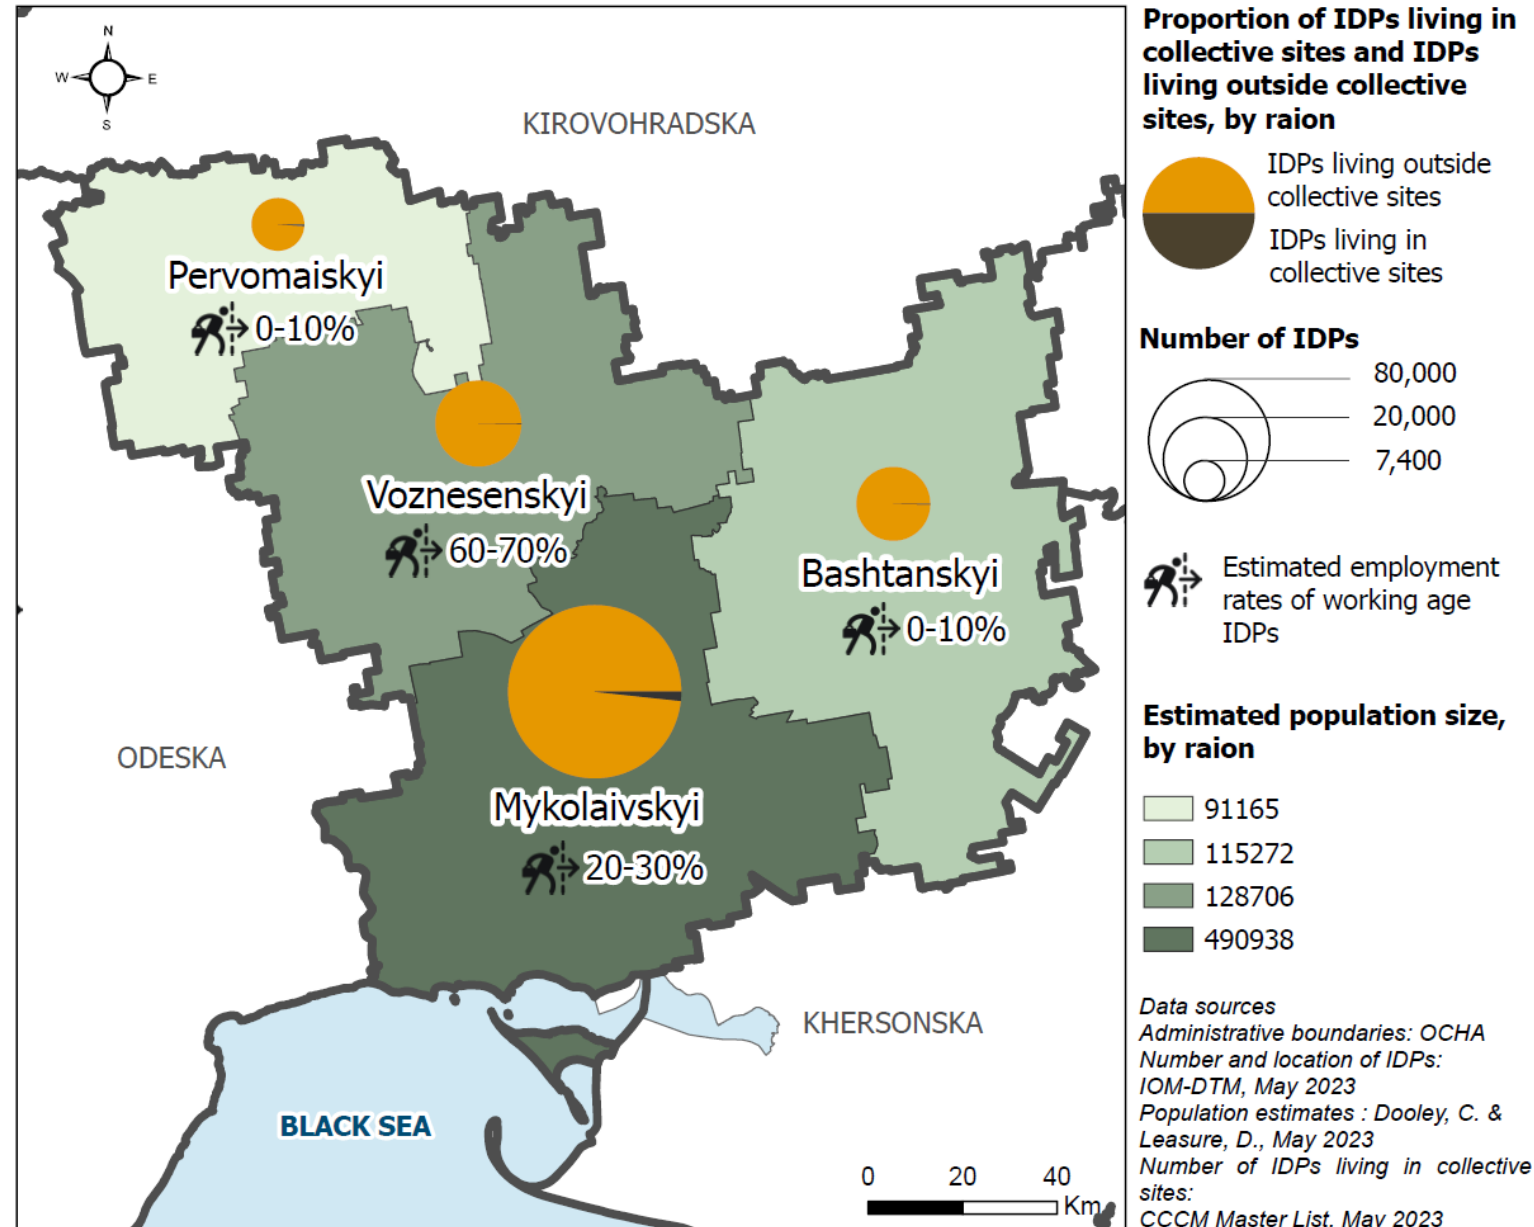 N
W
E
S
KIROVOHRADSKA
Pervomaiskyi
0-10%
Voznesenskyi
60-70%
Bashtanskyi
0-10%
Mykolaivskyi
20-30%
ODESKA
KHERSONSKA
BLACK SEA
0 20 40
Km
Proportion of IDPs living in
collective sites and IDPs
living outside collective
sites, by raion
IDPs living outside
collective sites
IDPs living in
collective sites
Number of IDPs
80,000
20,000
7,400
Estimated employment
rates of working age
IDPs
Estimated population size,
by raion
91165
115272
128706
490938
Data sources
Administrative boundaries: OCHA
Number and location of IDPs:
IOM-DTM, May 2023
Population estimates : Dooley, C. &
Leasure, D., May 2023
Number of IDPs living in collective
sites:
CCCM Master List, May 2023